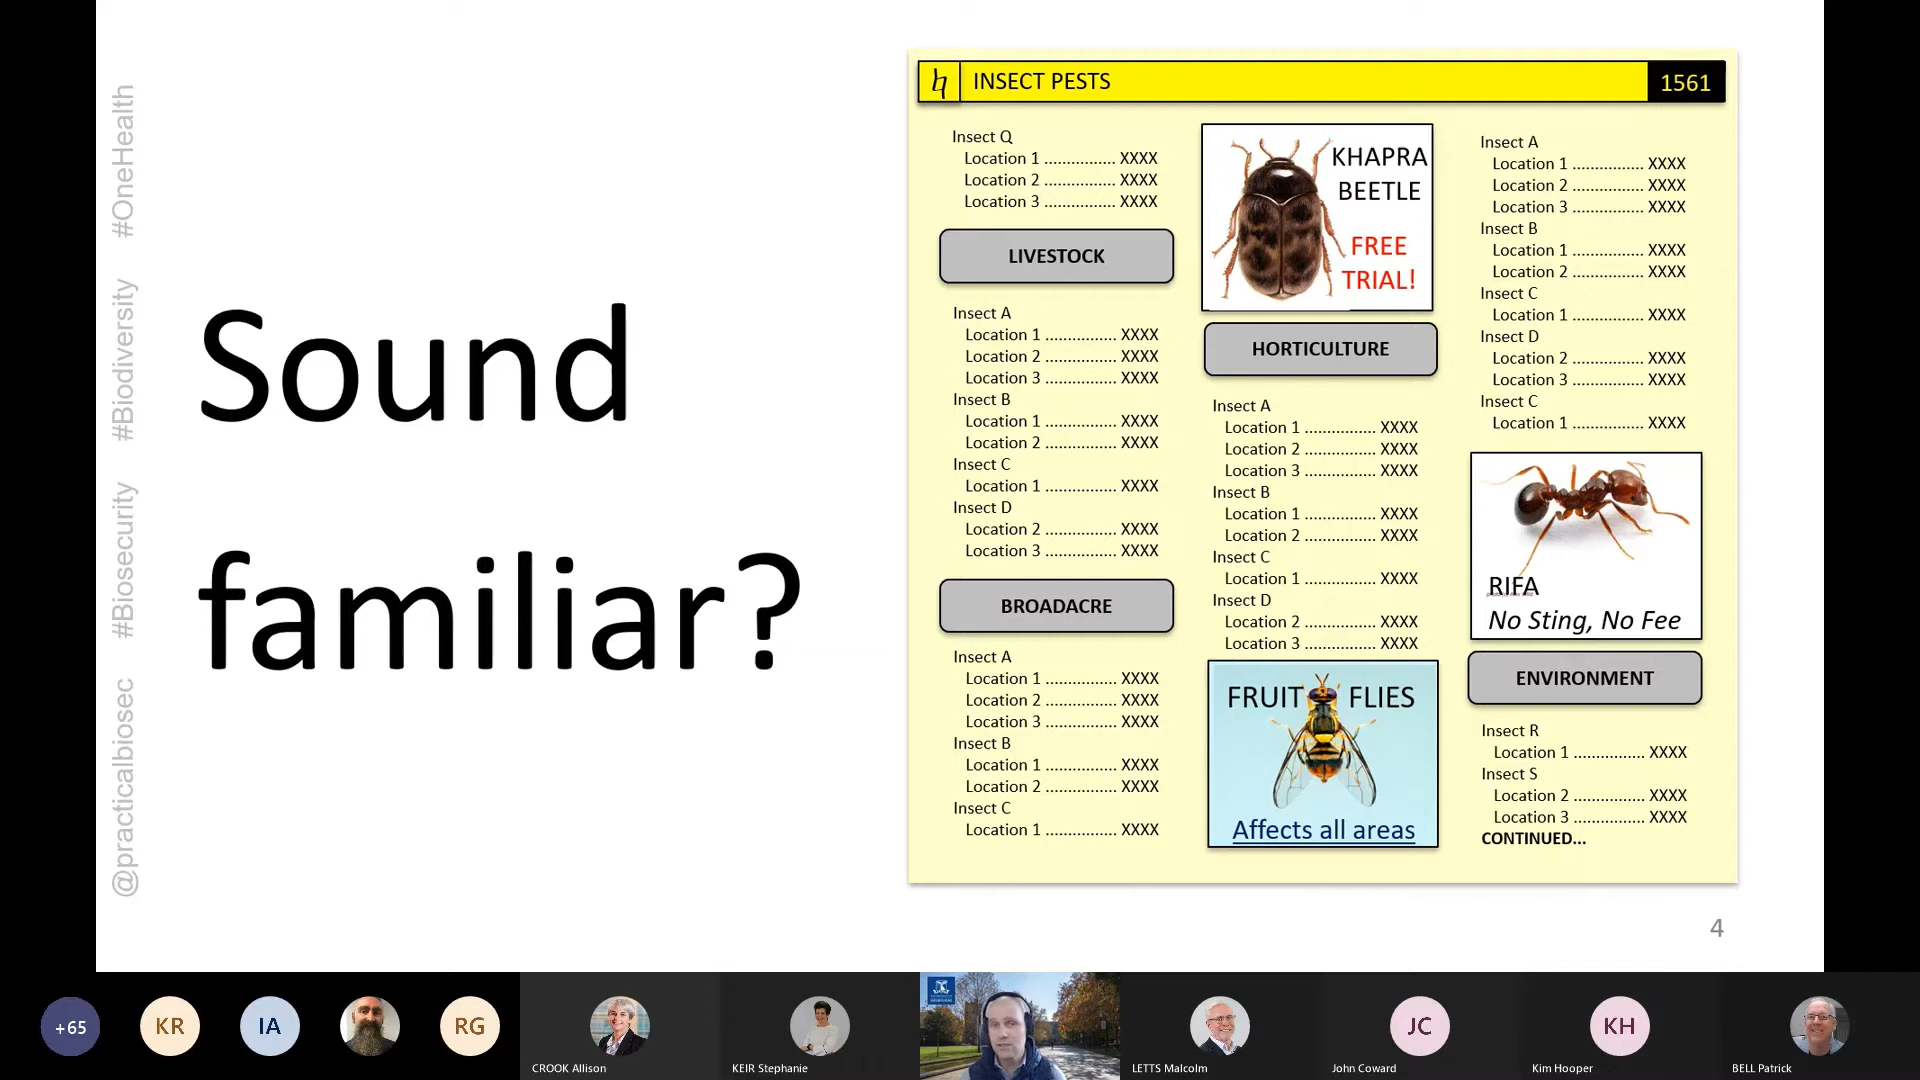 @practicalbiosec #Biosecurity #Biodiversity #OneHealth
Sound
familiar?
INSECT PESTS
1561
Insect Q
Location 1 ............... XXXX
Location 2 ............... XXXX
Location 3 ............... XXXX
LIVESTOCK
Insect A
Location 1 ............... XXXX
Location 2 ............... XXXX
Location 3 ............... XXXX
Insect B
Location 1 ............... XXXX
Location 2 ............... XXXX
Insect C
Location 1 ............... XXXX
Insect D
Location 2 ............... XXXX
Location 3 ............... XXXX
BROADACRE
Insect A
Location 1 ............... XXXX
Location 2 ............... XXXX
Location 3 ............... XXXX
Insect B
Location 1 ............... XXXX
Location 2 ............... XXXX
Insect C
Location 1 ............... XXXX
KHAPRA
BEETLE
FREE
TRIAL!
HORTICULTURE
Insect A
Location 1 ............... XXXX
Location 2 ............... XXXX
Location 3 ............... XXXX
Insect B
Location 1 ............... XXXX
Location 2 ............... XXXX
Insect C
Location 1 ............... XXXX
Insect D
Location 2 ............... XXXX
Location 3 ............... XXXX
FRUIT FLIES
Affects all areas
Insect A
Location 1 ............... XXXX
Location 2 ............... XXXX
Location 3 ............... XXXX
Insect B
Location 1 ............... XXXX
Location 2 ............... XXXX
Insect C
Location 1 ............... XXXX
Insect D
Location 2 ............... XXXX
Location 3 ............... XXXX
Insect C
Location 1 ............... XXXX
RIFA
No Sting, No Fee
ENVIRONMENT
Insect R
Location 1 ............... XXXX
Insect S
Location 2 ............... XXXX
Location 3 ............... XXXX
CONTINUED...
4
+65
KR
IA
RG
CROOK Allison
KEIR Stephanie
LETTS Malcolm
JC
John Coward
KH
Kim Hooper
BELL Patrick